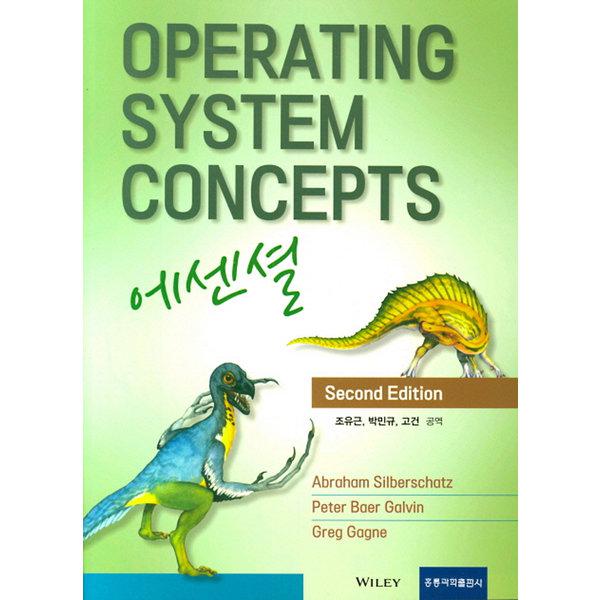 OPERATING
SYSTEM
CONCEPTS
에센셜
Second Edition
조유근, 박민규, 고건 공역
Abraham Silberschatz
Peter Baer Galvin
Greg Gagne
WILEY 홍릉과학출판사